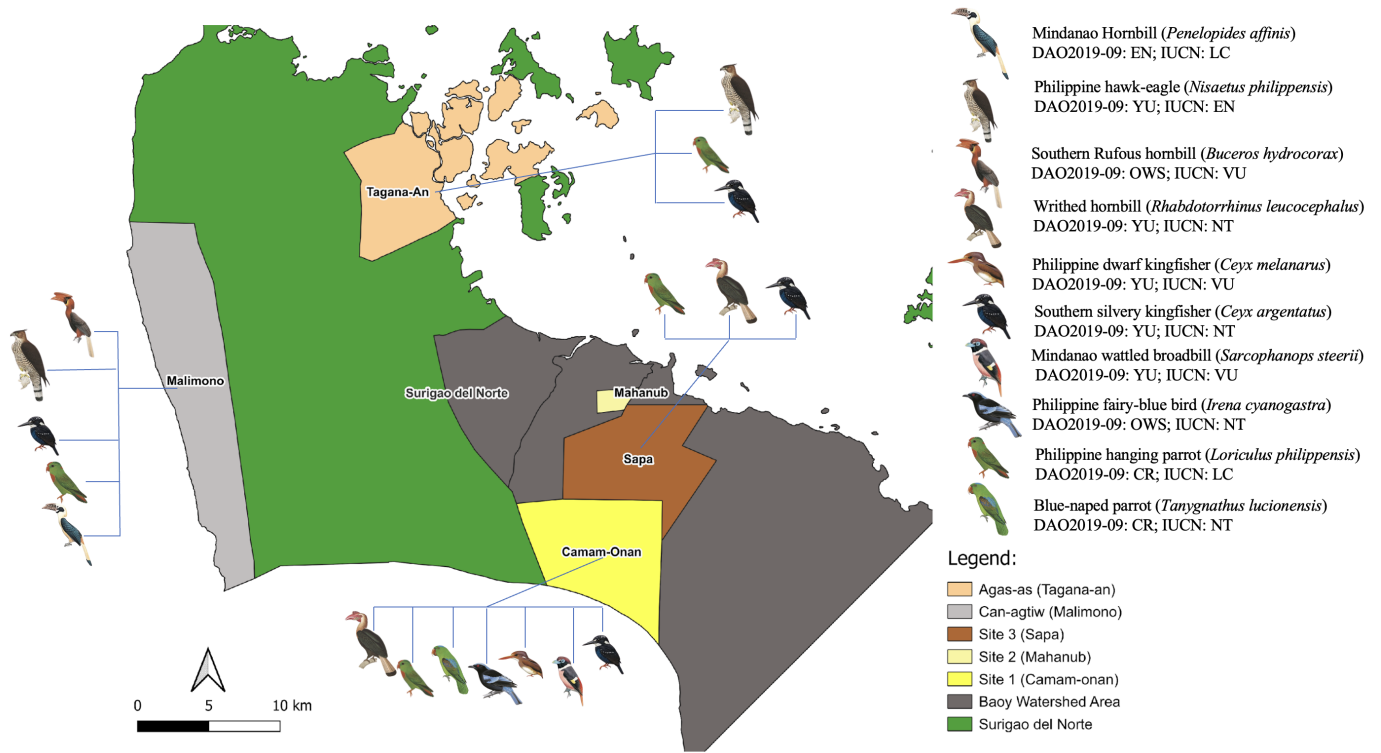 Mindanao Hornbill (Penelopides affinis)
DAO2019-09: EN; IUCN: LC
Philippine hawk-eagle (Nisaetus philippensis)
DAO2019-09: YU; IUCN: EN
Southern Rufous hornbill (Buceros hydrocorax)
DAO2019-09: OWS; IUCN: VU
Writhed hornbill (Rhabdotorrhinus leucocephalus)
DAO2019-09: YU; IUCN: NT
Philippine dwarf kingfisher (Ceyx melanarus)
DAO2019-09: YU; IUCN: VU
Southern silvery kingfisher (Ceyx argentatus)
DAO2019-09: YU; IUCN: NT
Mindanao wattled broadbill (Sarcophanops steerii)
DAO2019-09: YU; IUCN: VU
Philippine fairy-blue bird (Irena cyanogastra)
DAO2019-09: OWS; IUCN: NT
Philippine hanging parrot (Loriculus philippensis)
DAO2019-09: CR; IUCN: LC
Blue-naped parrot (Tanygnathus lucionensis)
DAO2019-09: CR; IUCN: NT
Tagana-An
Malimono
Surigao del Norte
Mahanub
Sapa
Camam-Onan
Legend:
Agas-as (Tagana-an)
Can-agtiw (Malimono)
Site 3 (Sapa)
Site 2 (Mahanub)
Site 1 (Camam-onan)
Baoy Watershed Area
Surigao del Norte
0 5 10 km